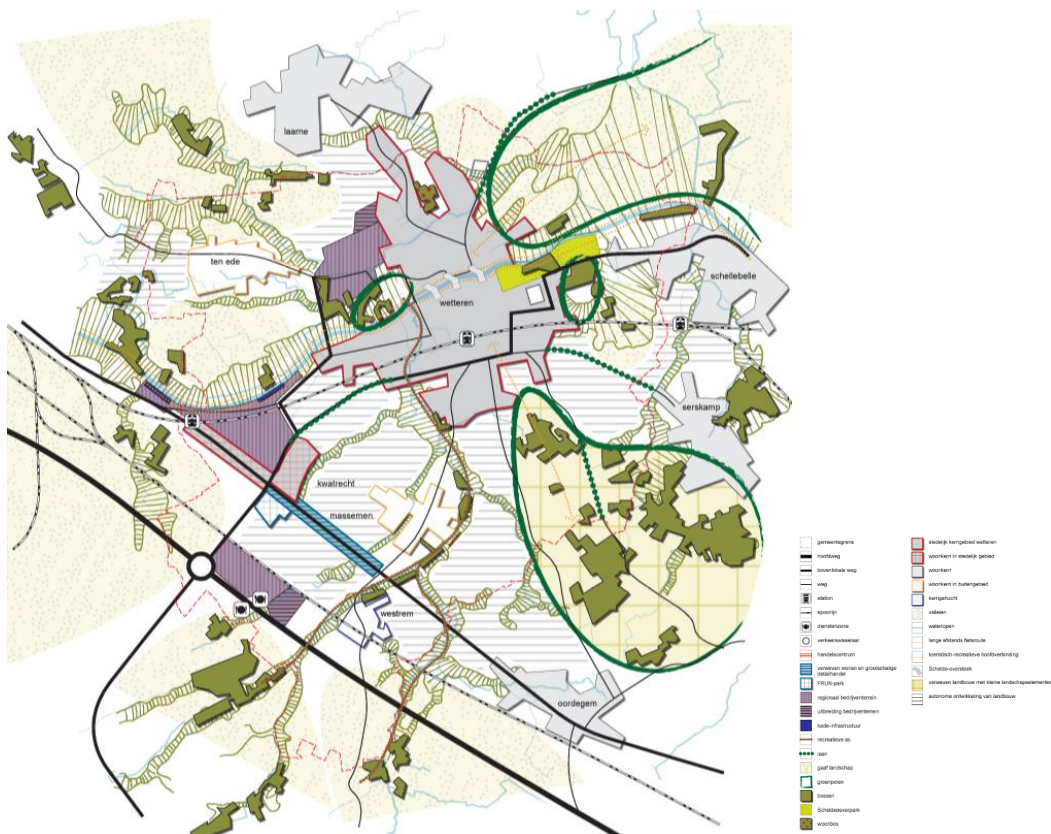 laarne
ten ede
wetteren
schellebelle
serskamp
kwatrecht
massemen
westrem
oordegem
gemeentegrens
hoofdweg
bovenlokale weg
weg
station
spoorlijn
dienstenzone
verkeerswisselaar
handelscentrum
verweven wonen en grootschalige
detailhandel
FRUN-park
regionaal bedrijventerrein
uitbreiding bedrijventerrein
kade-infrastructuur
recreatieve as
laan
gaaf landschap
groenpolen
bossen
Scheldeoeverpark
woonbos
stedelijk kerngebied wetteren
woonkern in stedelijk gebied
woonkern
woonkern in buitengebied
kerngehucht
valleien
waterlopen
lange afstands fietsroute
toeristisch recreatieve hoofdverbinding
Schelde-oversteek
verweven landbouw met kleine landschapselementen
autonome ontwikkeling van landbouw